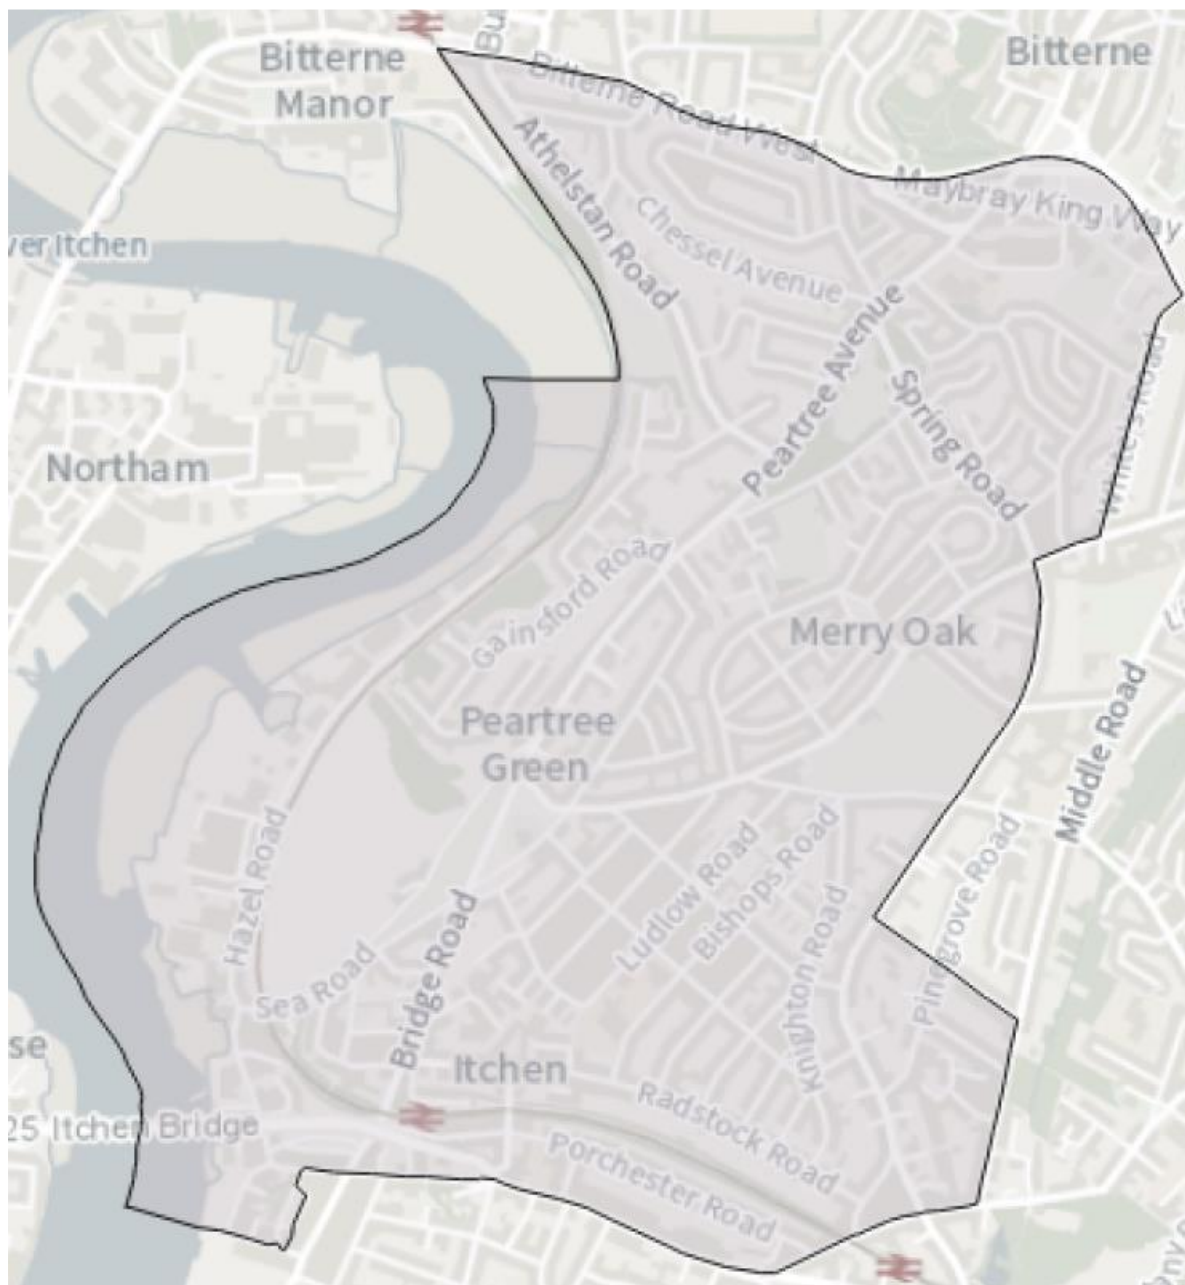 Bitterne
Manor
Bitterne
Bitterne Road West
Athelstan Road
Maybray King Way
Chessel Avenue
ver Itchen
Peartree Avenue
Spring Road
Northam
Gainsford Road
Merry Oak
Middle Road
Peartree
Green
Hazel Road
Ludlow Road
Bishops Road
Pinegrove Road
Knighton Road
Sea Road
Bridge Road
se
Itchen
Radstock Road
25 Itchen Bridge
Porchester Road